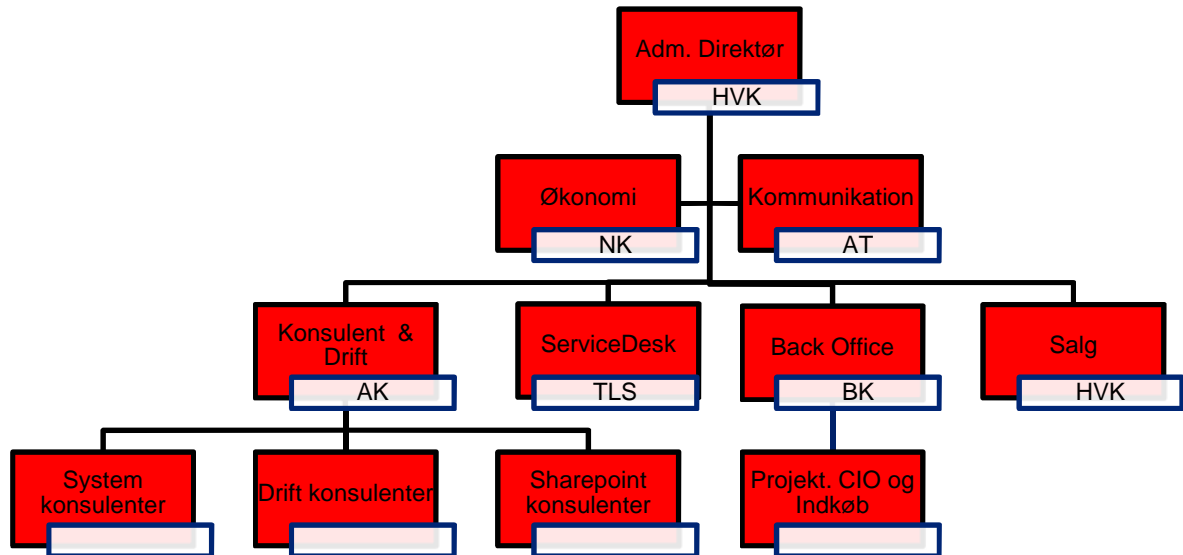 Adm. Direktør
HVK
Økonomi
NK
Kommunikation
AT
Konsulent &
Drift
AK
ServiceDesk
TLS
Back Office
BK
Salg
HVK
System
konsulenter
Drift konsulenter
Sharepoint
konsulenter
Projekt. CIO og
Indkøb